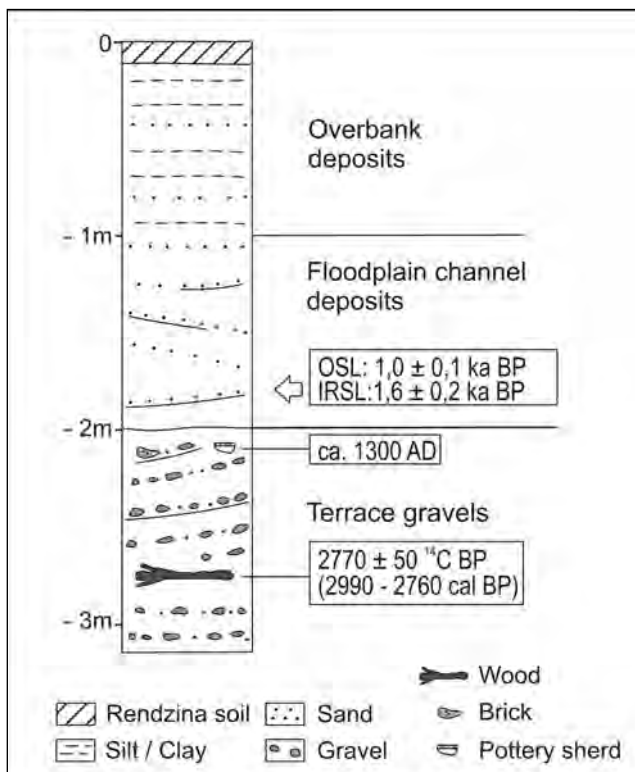 0
Overbank
deposits
- 1m
Floodplain channel
deposits
OSL: 1,0 ± 0,1 ka BP
IRSL:1,6 ± 0,2 ka BP
- 2m
ca. 1300 AD
Terrace gravels
2770 ± 50 ¹⁴C BP
(2990 - 2760 cal BP)
- 3m
Wood
Rendzina soil
Sand
Brick
Silt / Clay
Gravel
Pottery sherd